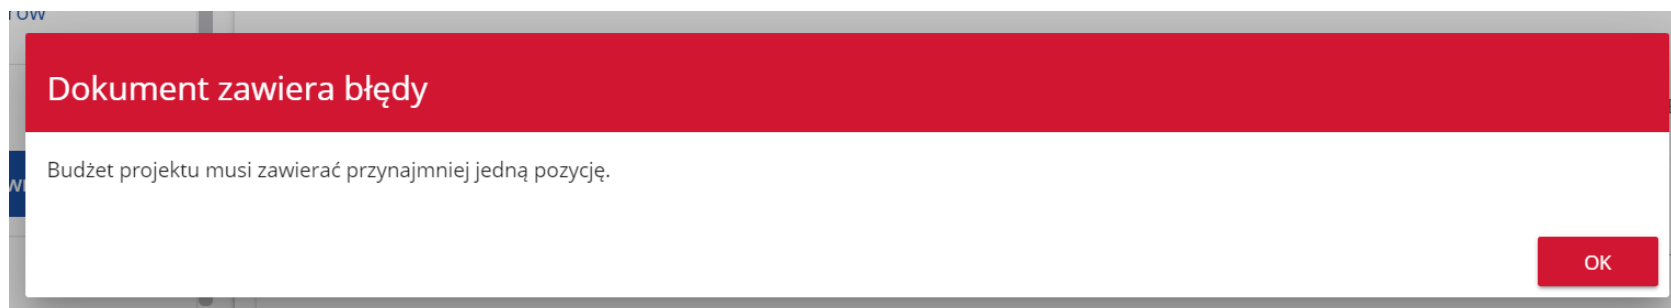 Dokument zawiera błędy
Budżet projektu musi zawierać przynajmniej jedną pozycję.
OK